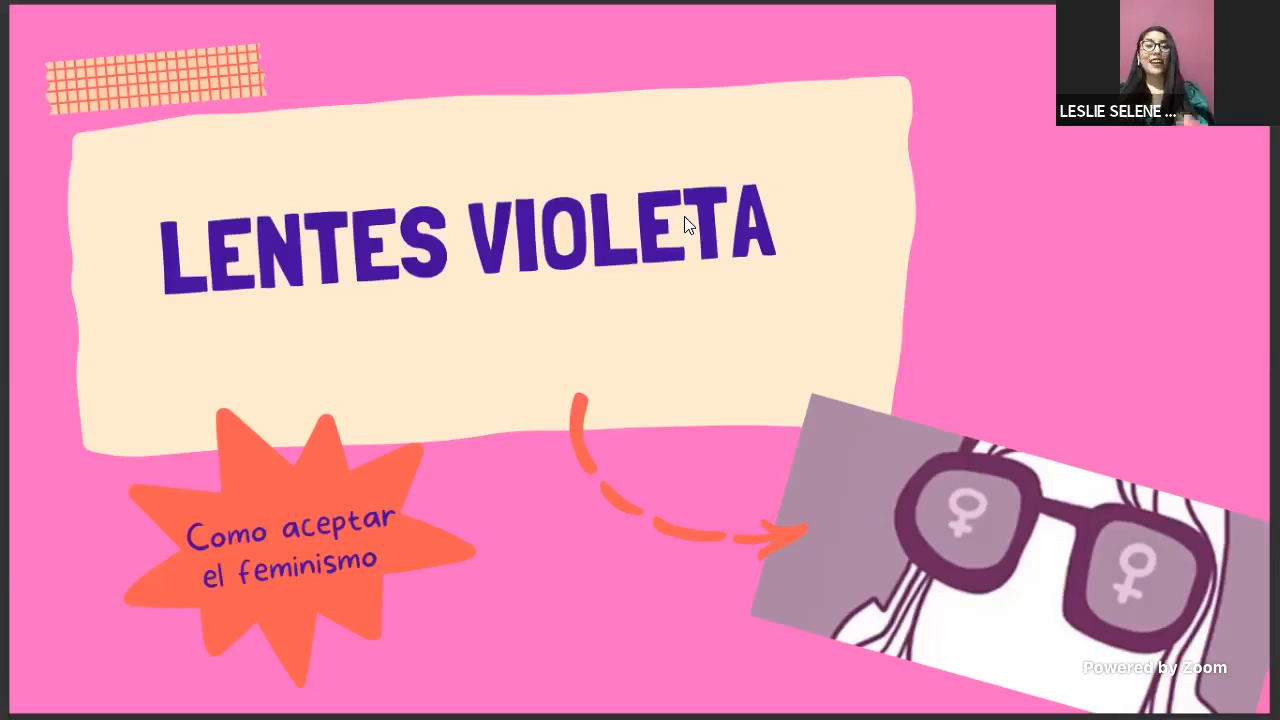 LESLIE SELENE ...
LENTES VIOLETA
Como aceptar
el feminismo
Powered by Zoom